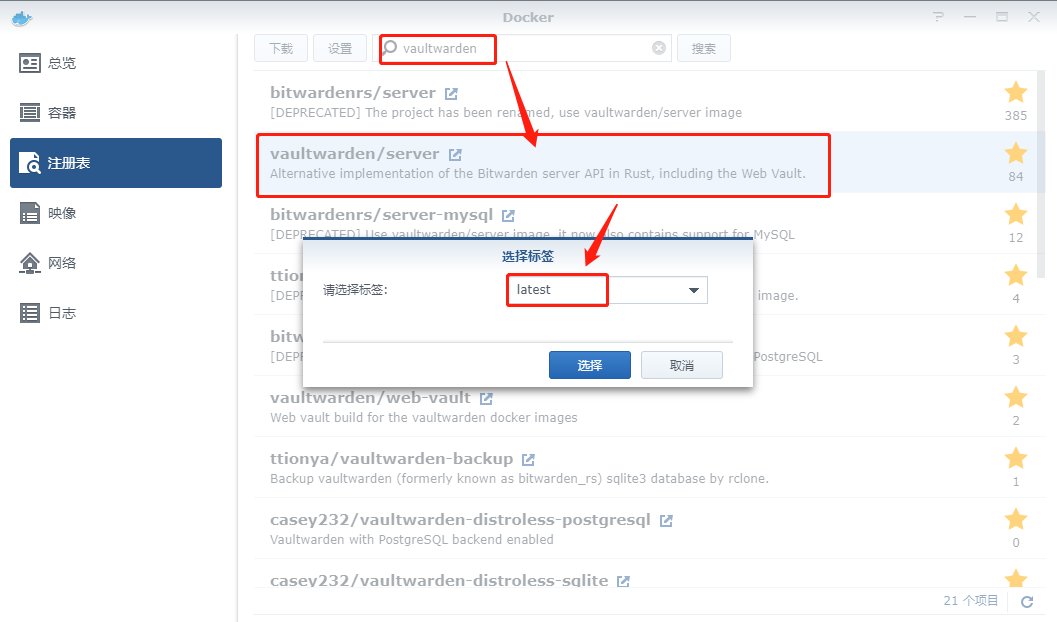 Docker
总览
容器
注册表
映像
网络
日志
下载
设置
vaultwarden
搜索
bitwardenrs/server
[DEPRECATED] The project has been renamed, use vaultwarden/server image
385
vaultwarden/server
Alternative implementation of the Bitwarden server API in Rust, including the Web Vault.
84
bitwardenrs/server-mysql
[DEPRECATED] Use vaultwarden/server image, it now also contains support for MySQL
12
选择标签
请选择标签:
latest
选择
取消
image.
4
PostgreSQL
3
vaultwarden/web-vault
Web vault build for the vaultwarden docker images
2
ttionya/vaultwarden-backup
Backup vaultwarden (formerly known as bitwarden_rs) sqlite3 database by rclone.
1
casey232/vaultwarden-distroless-postgresql
Vaultwarden with PostgreSQL backend enabled
0
casey232/vaultwarden-distroless-sqlite
21 个项目